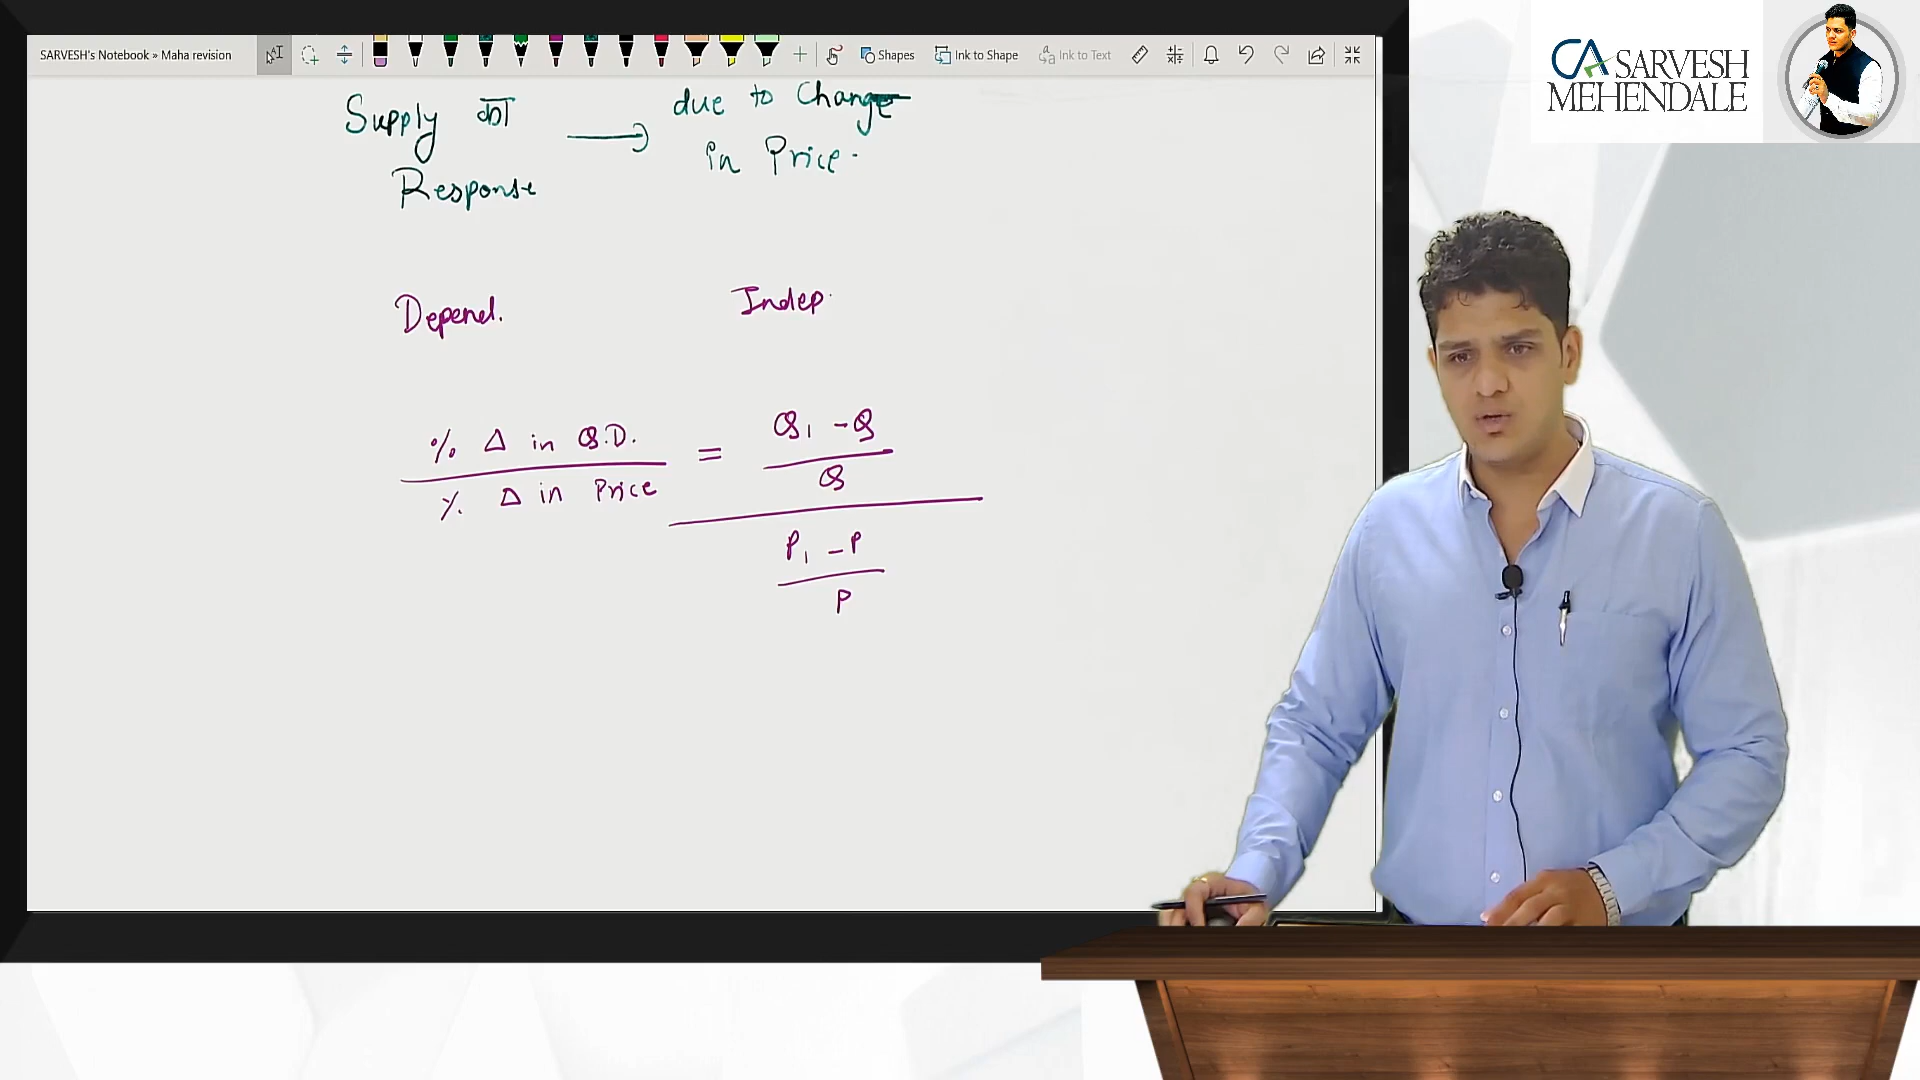 SARVESH's Notebook » Maha revision
Shapes
Ink to Shape
Ink to Text
CA SARVESH
MEHENDALE
Supply का → due to Change
Response in Price.
Depend. Indep.
% Δ in Q.D. = Q₁ - Q
Q
% Δ in Price
P₁ - P
P